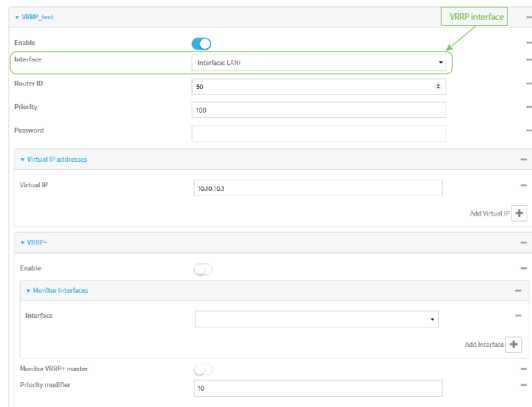 VRRP_test
VRRP interface
Enable
Interface
Interface: LAN1
Router ID
50
Priority
100
Password
Virtual IP addresses
Virtual IP
10.10.10.1
Add Virtual IP
VRRP+
Enable
Monitor Interfaces
Interface
Add Interface
Monitor VRRP+ master
Priority modifier
10